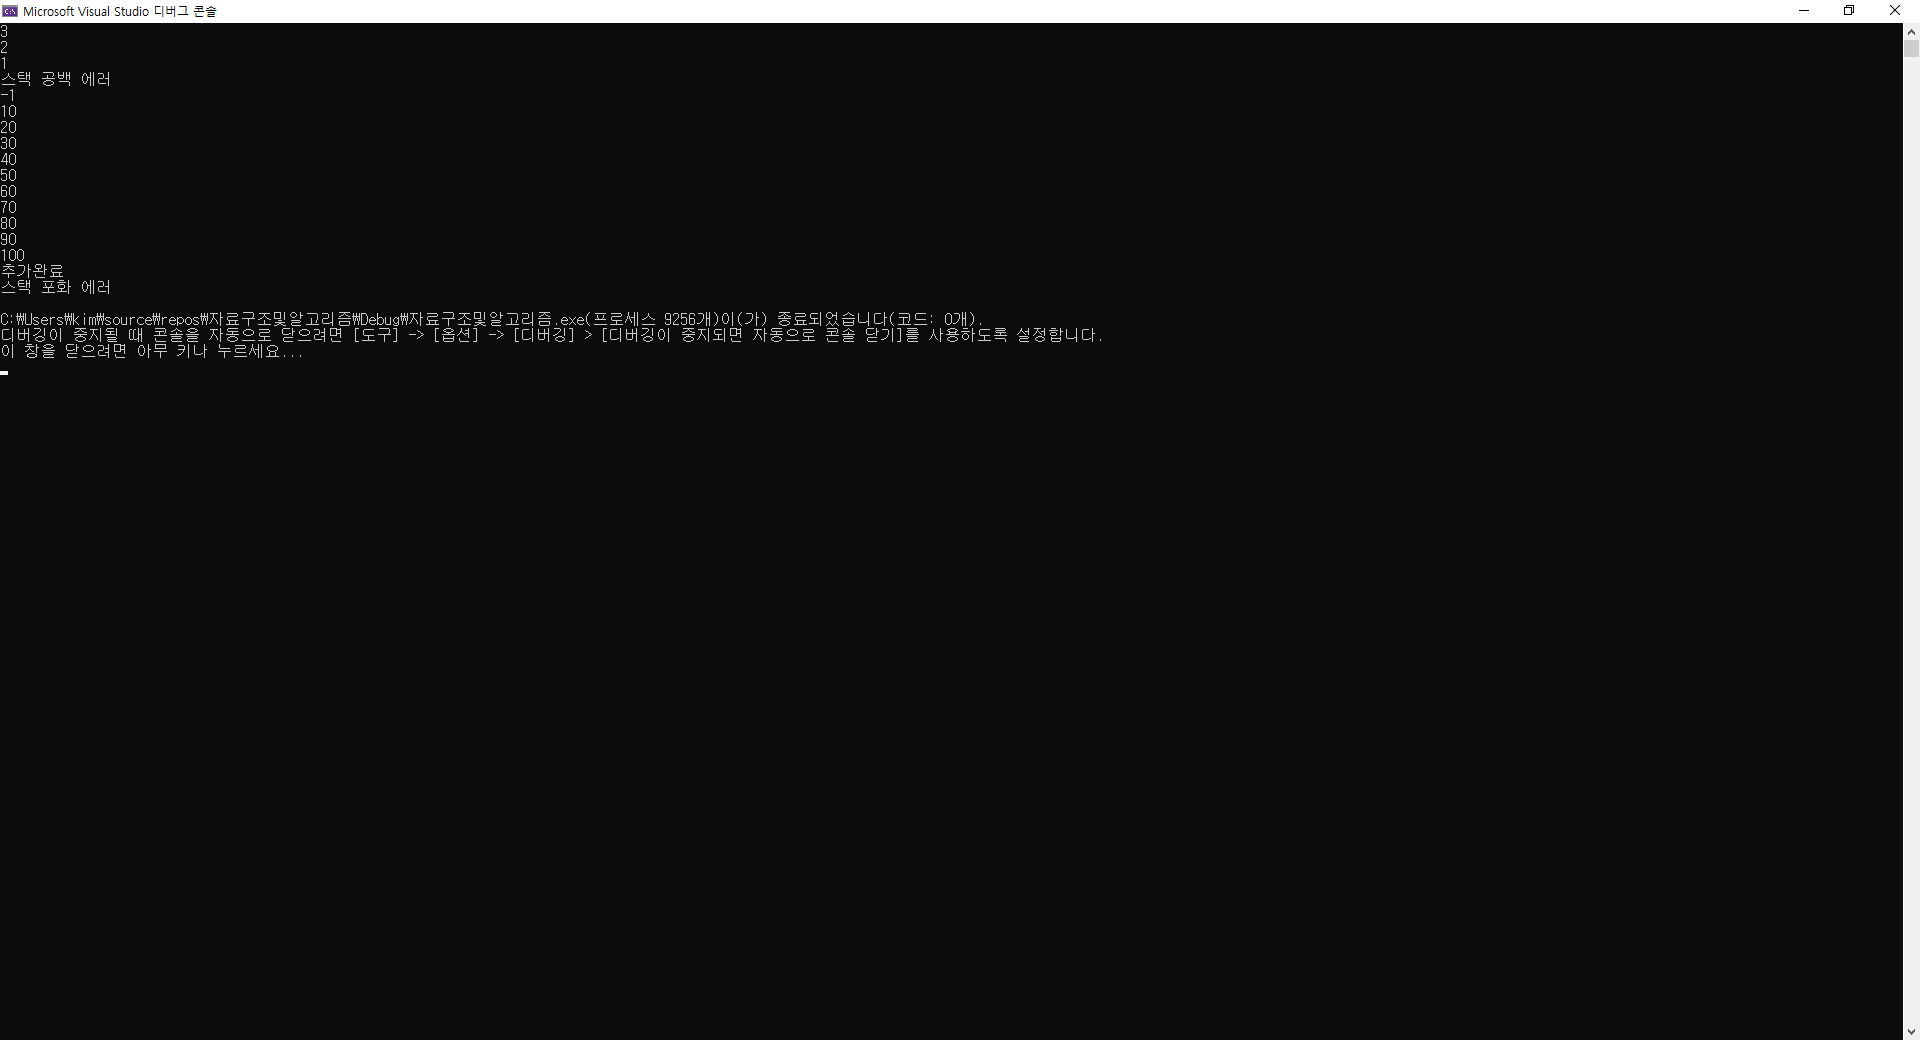 Microsoft Visual Studio 디버그 콘솔
3
2
1
스택 공백 에러
-1
10
20
30
40
50
60
70
80
90
100
추가완료
스택 포화 에러
C:₩Users₩kim₩source₩repos₩자료구조및알고리즘₩Debug₩자료구조및알고리즘.exe(프로세스 9256개)이(가) 종료되었습니다(코드: 0개).
디버깅이 중지될 때 콘솔을 자동으로 닫으려면 [도구] -> [옵션] -> [디버깅] > [디버깅이 중지되면 자동으로 콘솔 닫기]를 사용하도록 설정합니다.
이 창을 닫으려면 아무 키나 누르세요...